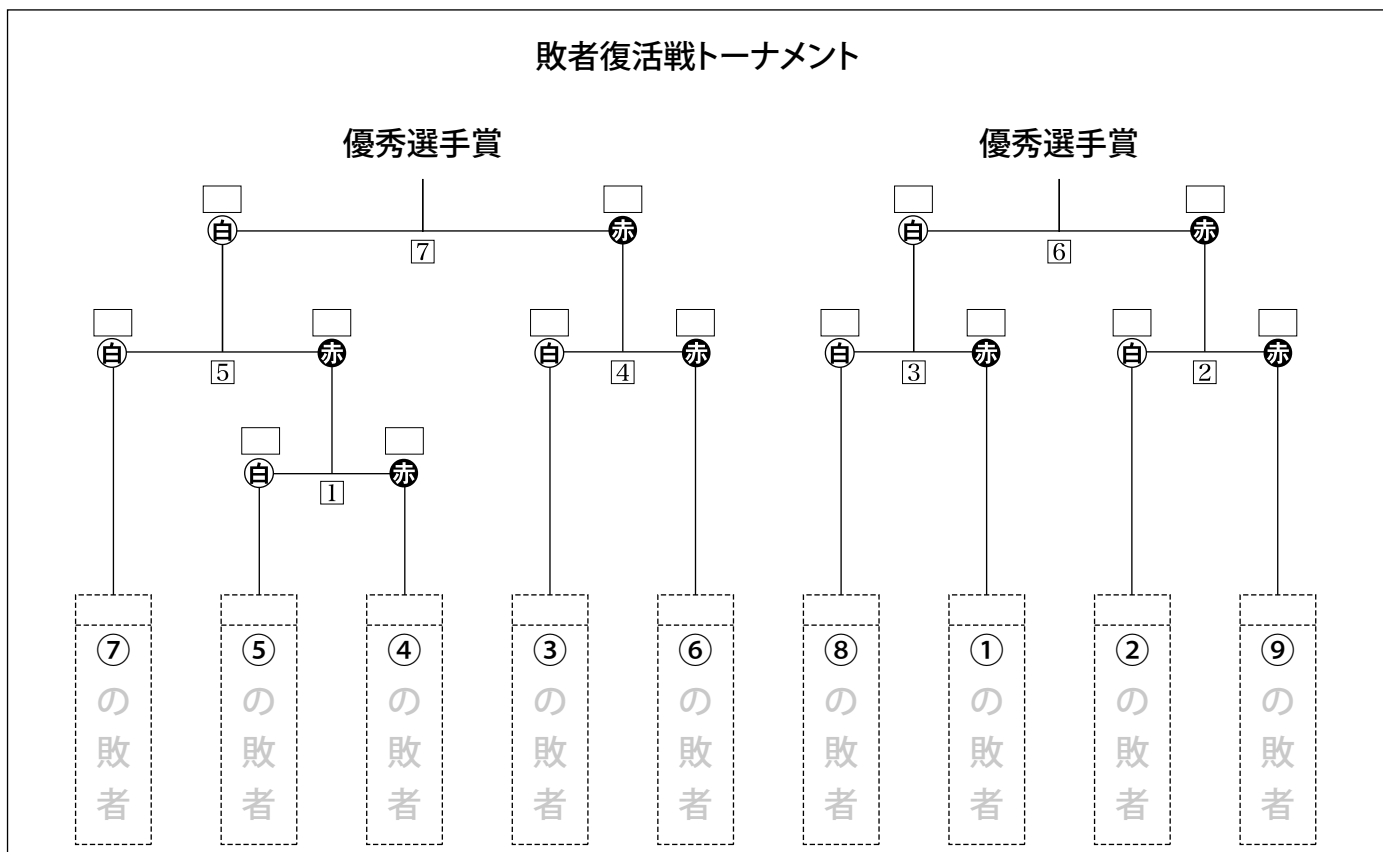 敗者復活戦トーナメント
優秀選手賞 優秀選手賞
白 赤 白 赤
7 6
白 赤 白 赤 白 赤 白 赤
5 4 3 2
白 赤
1
⑦の敗者
⑤の敗者
④の敗者
③の敗者
⑥の敗者
⑧の敗者
①の敗者
②の敗者
⑨の敗者